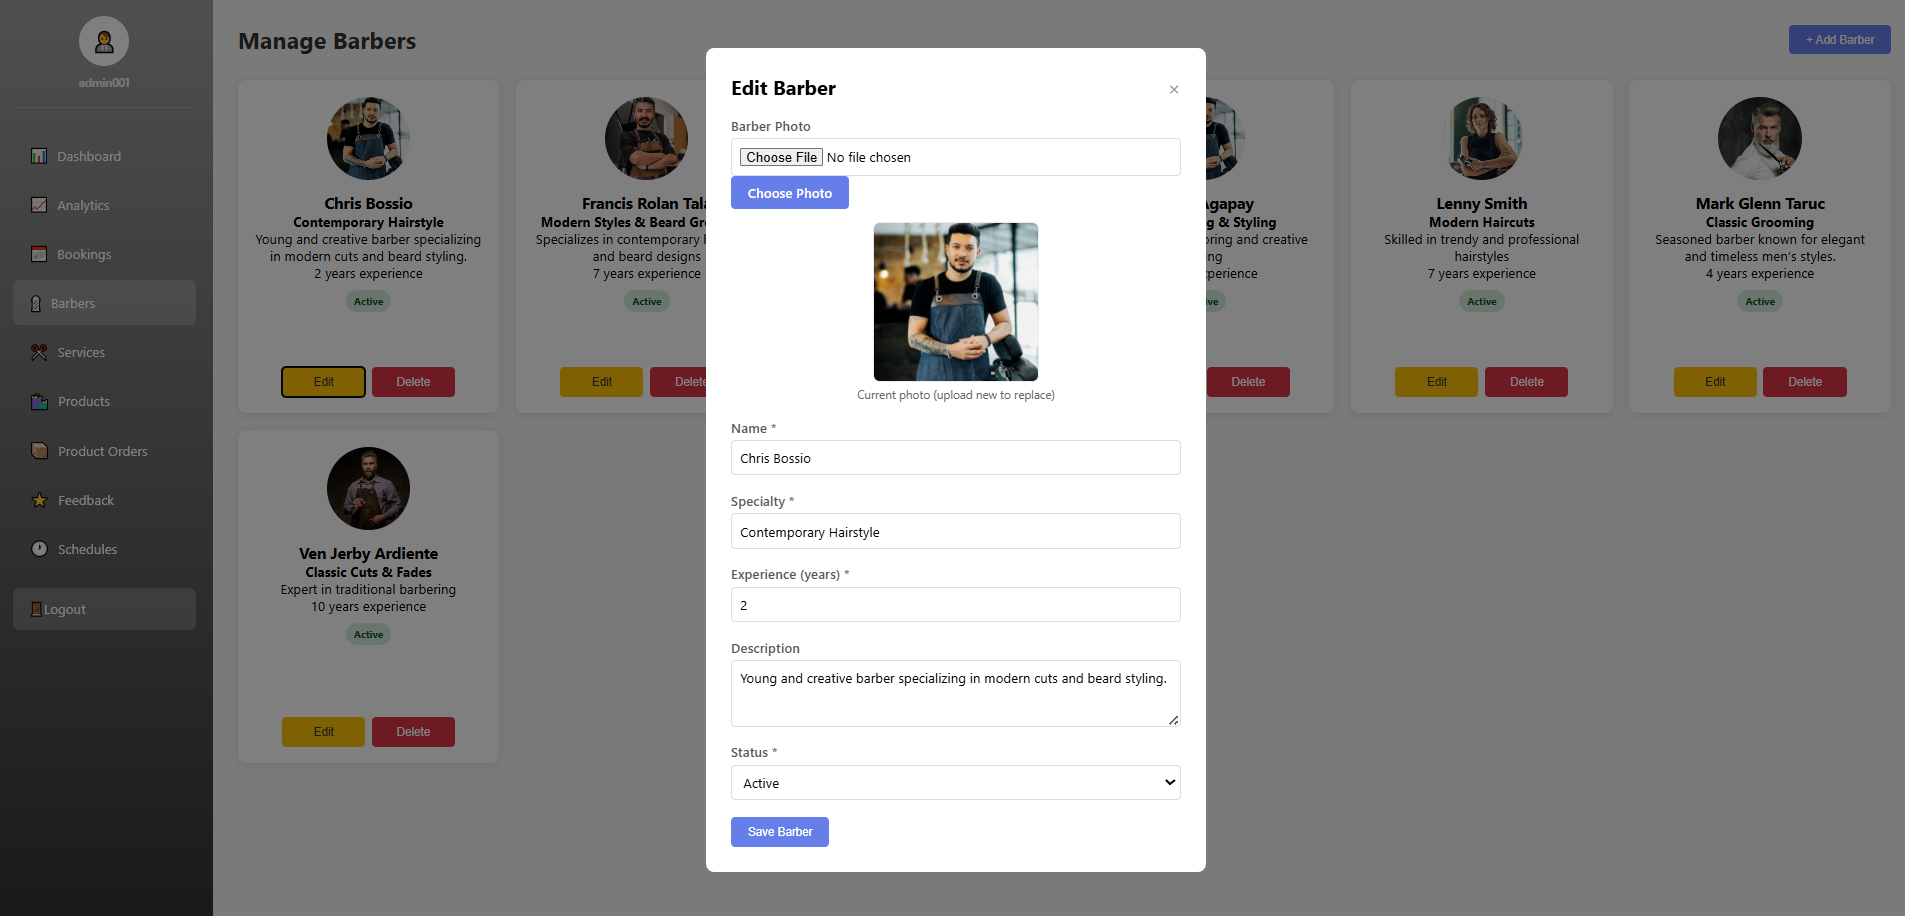 admin001
Dashboard
Analytics
Bookings
Barbers
Services
Products
Product Orders
Feedback
Schedules
Logout
Manage Barbers
+ Add Barber
Chris Bossio
Contemporary Hairstyle
Young and creative barber specializing
in modern cuts and beard styling.
2 years experience
Active
Edit
Delete
Francis Rolan
Modern Styles & Beard
Specializes in contemporary
and beard designs
7 years experience
Active
Edit
Delete
Agapay
& Styling
and creative
experience
Delete
Lenny Smith
Modern Haircuts
Skilled in trendy and professional
hairstyles
7 years experience
Active
Edit
Delete
Mark Glenn Taruc
Classic Grooming
Seasoned barber known for elegant
and timeless men's styles.
4 years experience
Active
Edit
Delete
Ven Jerby Ardiente
Classic Cuts & Fades
Expert in traditional barbering
10 years experience
Active
Edit
Delete
Edit Barber
×
Barber Photo
Choose File No file chosen
Choose Photo
Current photo (upload new to replace)
Name *
Chris Bossio
Specialty *
Contemporary Hairstyle
Experience (years) *
2
Description
Young and creative barber specializing in modern cuts and beard styling.
Status *
Active
Save Barber